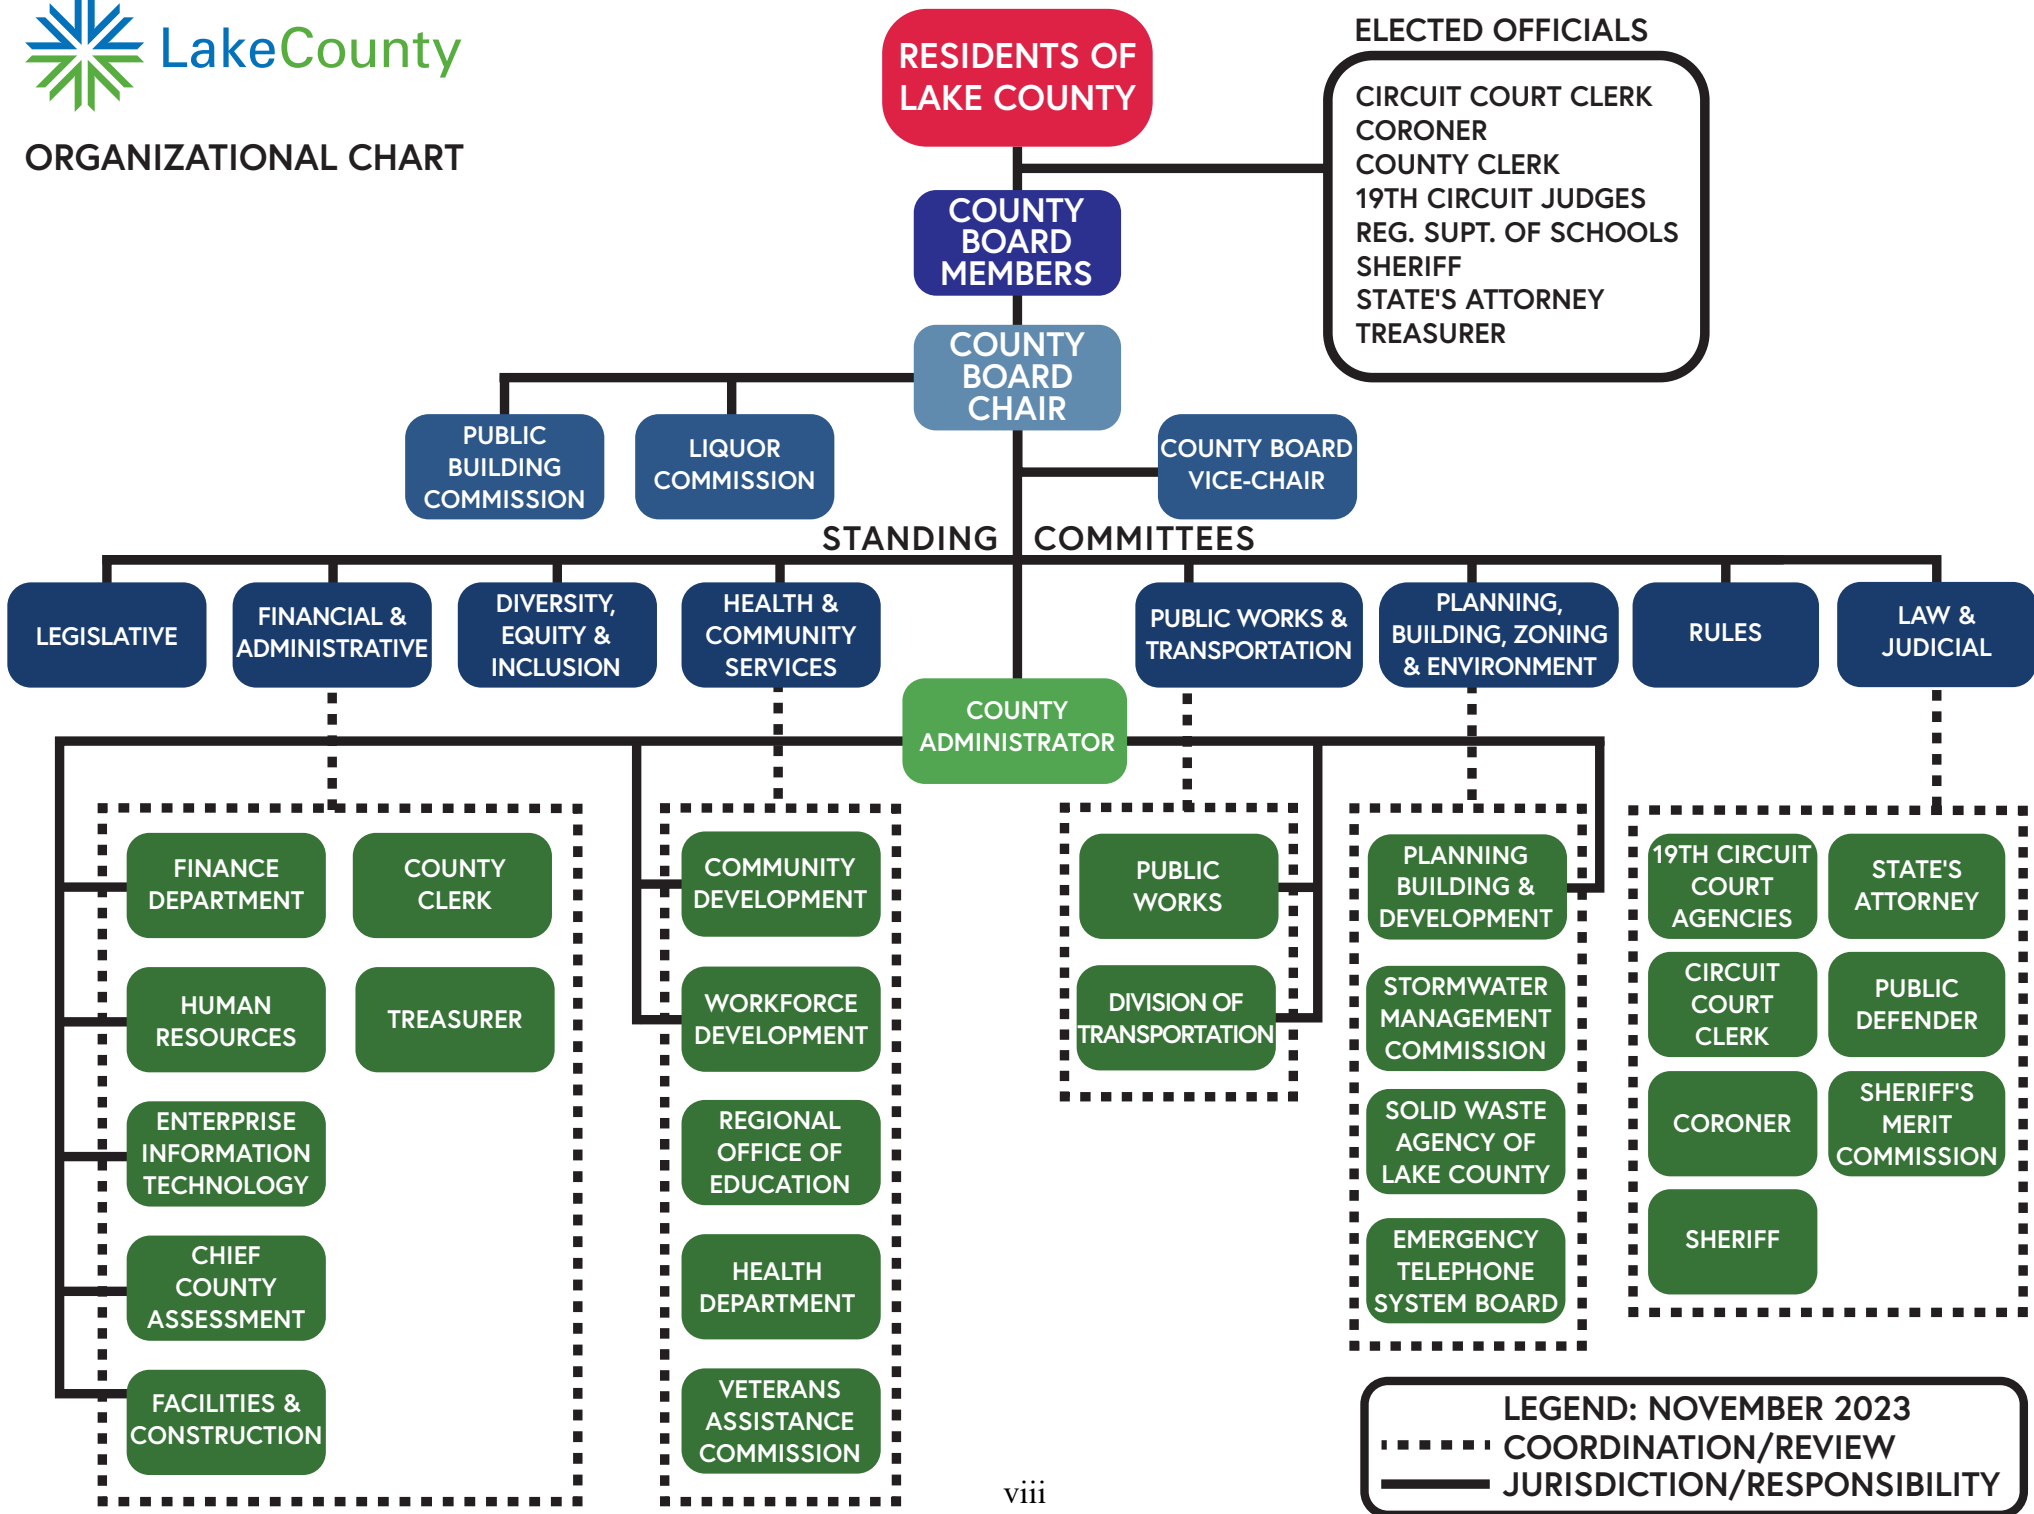 LakeCounty
ORGANIZATIONAL CHART
RESIDENTS OF
LAKE COUNTY
ELECTED OFFICIALS
CIRCUIT COURT CLERK
CORONER
COUNTY CLERK
19TH CIRCUIT JUDGES
REG. SUPT. OF SCHOOLS
SHERIFF
STATE'S ATTORNEY
TREASURER
COUNTY
BOARD
MEMBERS
COUNTY
BOARD
CHAIR
PUBLIC
BUILDING
COMMISSION
LIQUOR
COMMISSION
COUNTY BOARD
VICE-CHAIR
STANDING COMMITTEES
LEGISLATIVE
FINANCIAL &
ADMINISTRATIVE
DIVERSITY,
EQUITY &
INCLUSION
HEALTH &
COMMUNITY
SERVICES
PUBLIC WORKS &
TRANSPORTATION
PLANNING,
BUILDING, ZONING
& ENVIRONMENT
RULES
LAW &
JUDICIAL
COUNTY
ADMINISTRATOR
FINANCE
DEPARTMENT
COUNTY
CLERK
HUMAN
RESOURCES
TREASURER
ENTERPRISE
INFORMATION
TECHNOLOGY
CHIEF
COUNTY
ASSESSMENT
FACILITIES &
CONSTRUCTION
COMMUNITY
DEVELOPMENT
WORKFORCE
DEVELOPMENT
REGIONAL
OFFICE OF
EDUCATION
HEALTH
DEPARTMENT
VETERANS
ASSISTANCE
COMMISSION
PUBLIC
WORKS
DIVISION OF
TRANSPORTATION
PLANNING
BUILDING &
DEVELOPMENT
STORMWATER
MANAGEMENT
COMMISSION
SOLID WASTE
AGENCY OF
LAKE COUNTY
EMERGENCY
TELEPHONE
SYSTEM BOARD
19TH CIRCUIT
COURT
AGENCIES
STATE'S
ATTORNEY
CIRCUIT
COURT
CLERK
PUBLIC
DEFENDER
CORONER
SHERIFF'S
MERIT
COMMISSION
SHERIFF
LEGEND: NOVEMBER 2023
COORDINATION/REVIEW
JURISDICTION/RESPONSIBILITY
viii